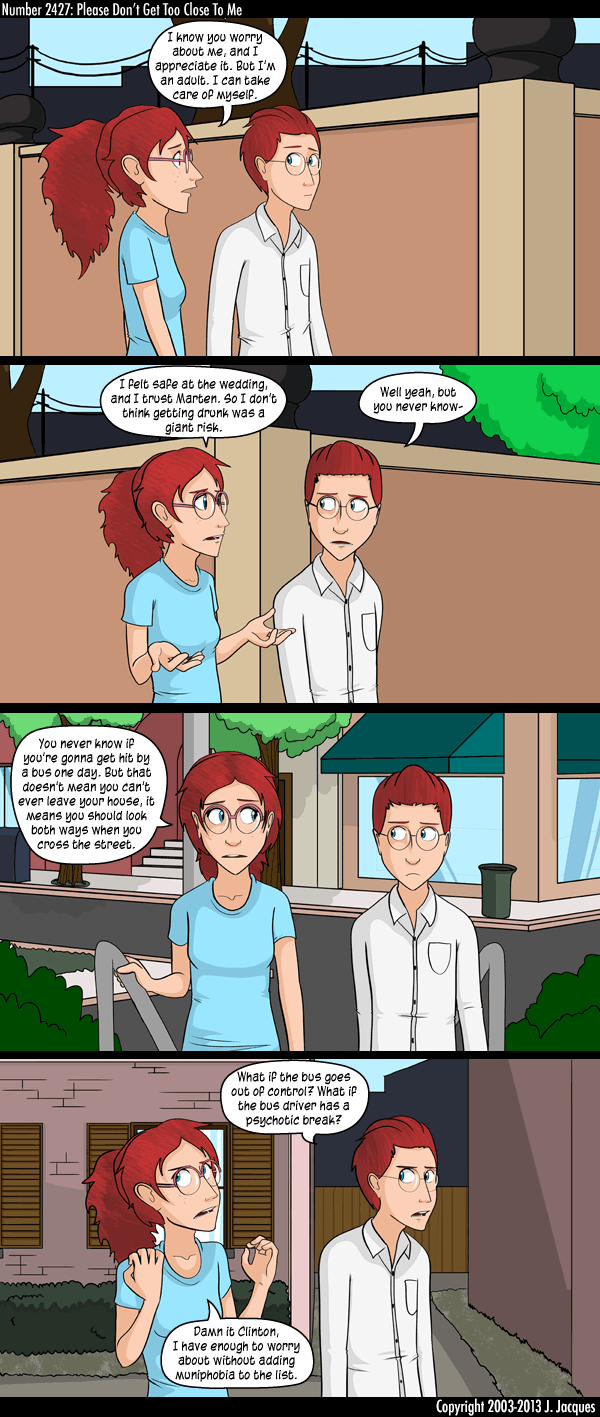 Number 2427: Please Don't Get Too Close To Me
I know you worry
about me, and I
appreciate it. But I'm
an adult. I can take
care of myself.
I felt safe at the wedding,
and I trust Marten. So I don't
think getting drunk was a
giant risk.
Well yeah, but
you never know-
You never know if
you're gonna get hit by
a bus one day. But that
doesn't mean you can't
ever leave your house, it
means you should look
both ways when you
cross the street.
What if the bus goes
out of control? What if
the bus driver has a
psychotic break?
Damn it Clinton,
I have enough to worry
about without adding
muniphobia to the list.
Copyright 2003-2013 J. Jacques